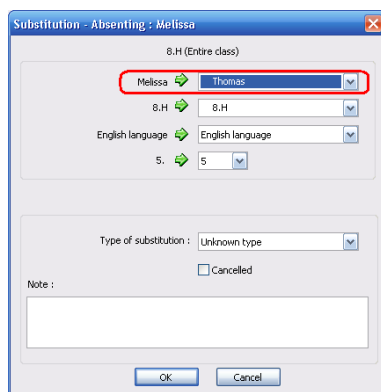 Substitution - Absenting : Melissa
8.H (Entire class)
Melissa Thomas
8.H 8.H
English language English language
5. 5
Type of substitution : Unknown type
Cancelled
Note :
OK Cancel